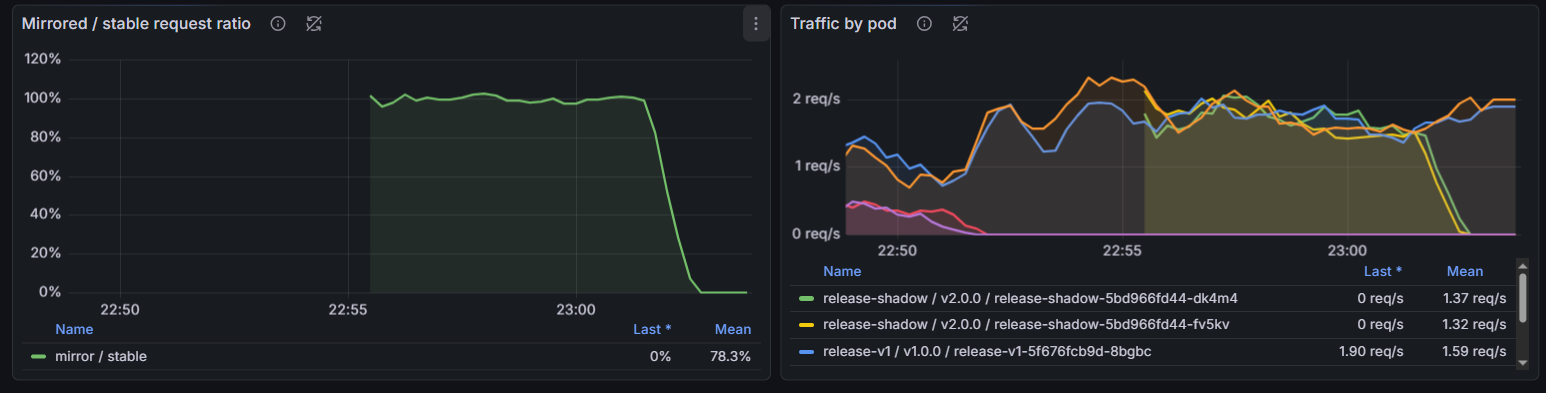 Mirrored / stable request ratio
120%
100%
80%
60%
40%
20%
0%
22:50 22:55 23:00
Name Last * Mean
mirror / stable 0% 78.3%
Traffic by pod
2 req/s
1 req/s
0 req/s
22:50 22:55 23:00
Name Last * Mean
release-shadow / v2.0.0 / release-shadow-5bd966fd44-dk4m4 0 req/s 1.37 req/s
release-shadow / v2.0.0 / release-shadow-5bd966fd44-fv5kv 0 req/s 1.32 req/s
release-v1 / v1.0.0 / release-v1-5f676fcb9d-8bgbc 1.90 req/s 1.59 req/s